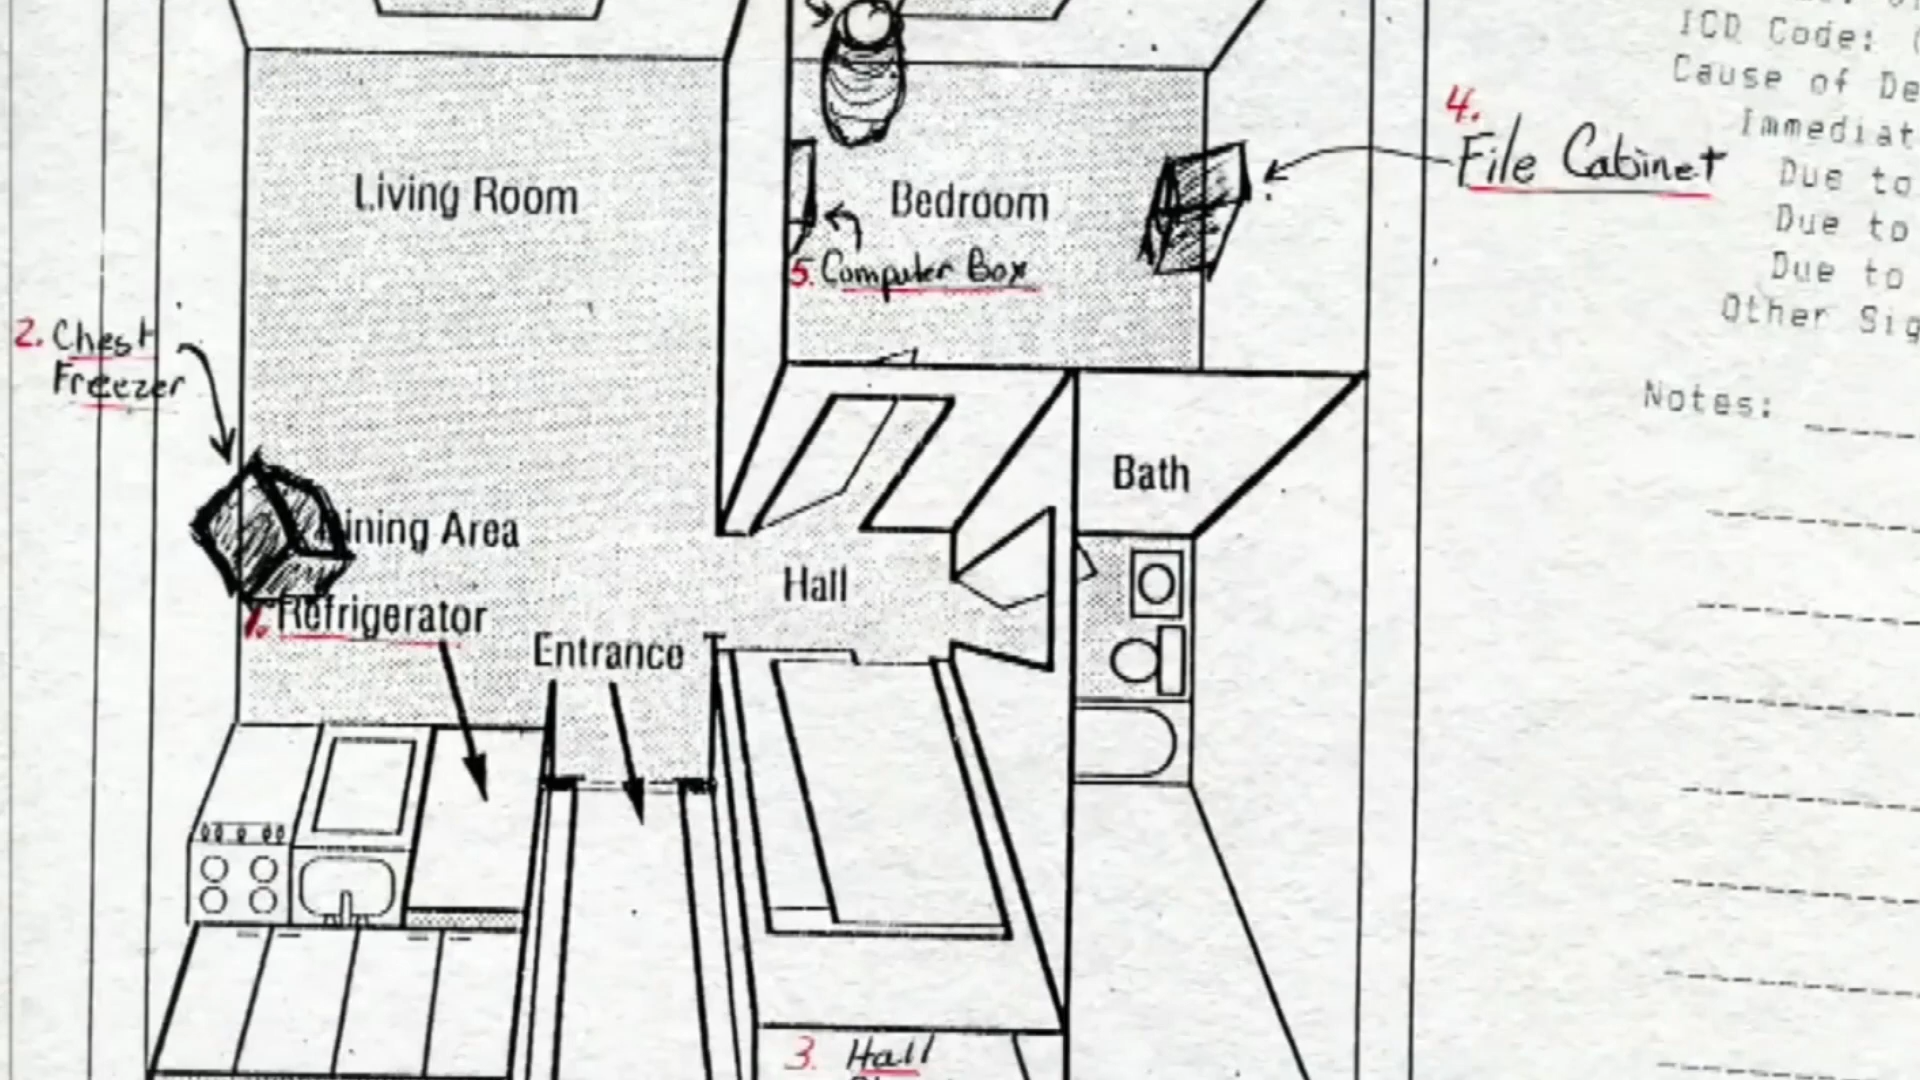 ICD Code:
Cause of De
Immediat
Due to
Due to
Due to
Other Sig
Notes:
4.
File Cabinet
Living Room
Bedroom
5. Computer Box
2. Chest
Freezer
Bath
ining Area
Hall
1. Refrigerator
Entrance
3. Hall